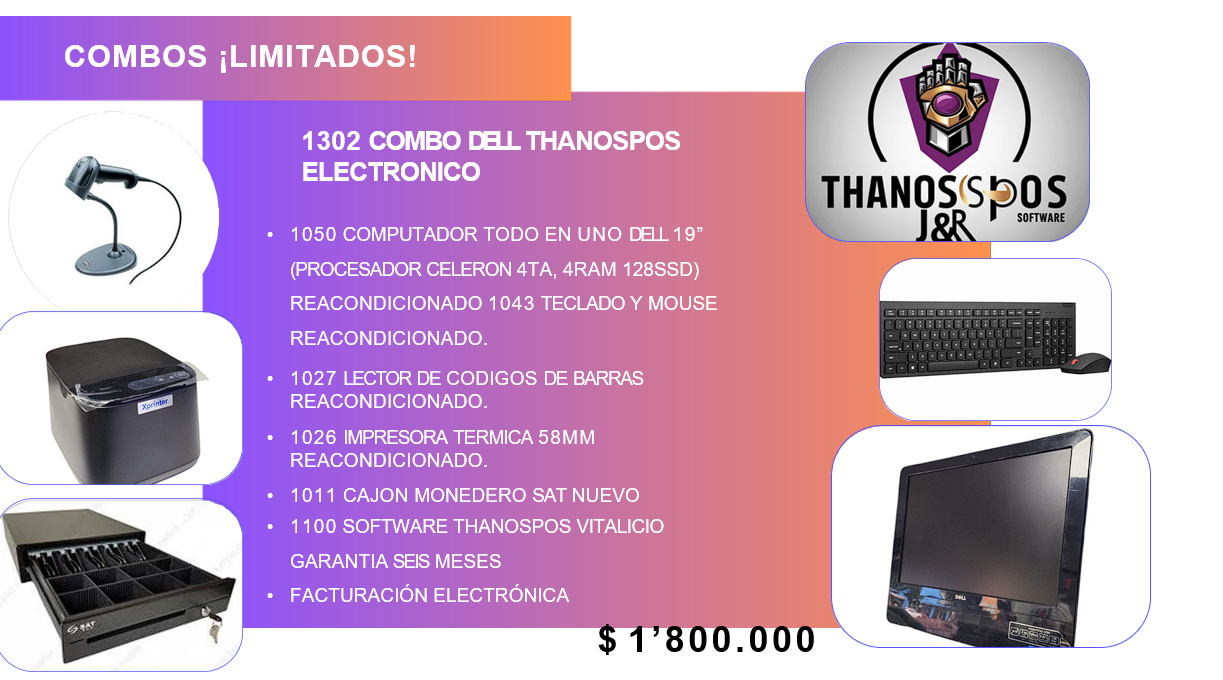 COMBOS ¡LIMITADOS!
1302 COMBO DELL THANOSPOS
ELECTRONICO
• 1050 COMPUTADOR TODO EN UNO DELL 19”
(PROCESADOR CELERON 4TA, 4RAM 128SSD)
REACONDICIONADO 1043 TECLADO Y MOUSE
REACONDICIONADO.
• 1027 LECTOR DE CODIGOS DE BARRAS
REACONDICIONADO.
• 1026 IMPRESORA TERMICA 58MM
REACONDICIONADO.
• 1011 CAJON MONEDERO SAT NUEVO
• 1100 SOFTWARE THANOSPOS VITALICIO
GARANTIA SEIS MESES
• FACTURACIÓN ELECTRÓNICA
$ 1’800.000
THANOSSPOS
J&R SOFTWARE
Xprinter
SAT
DELL